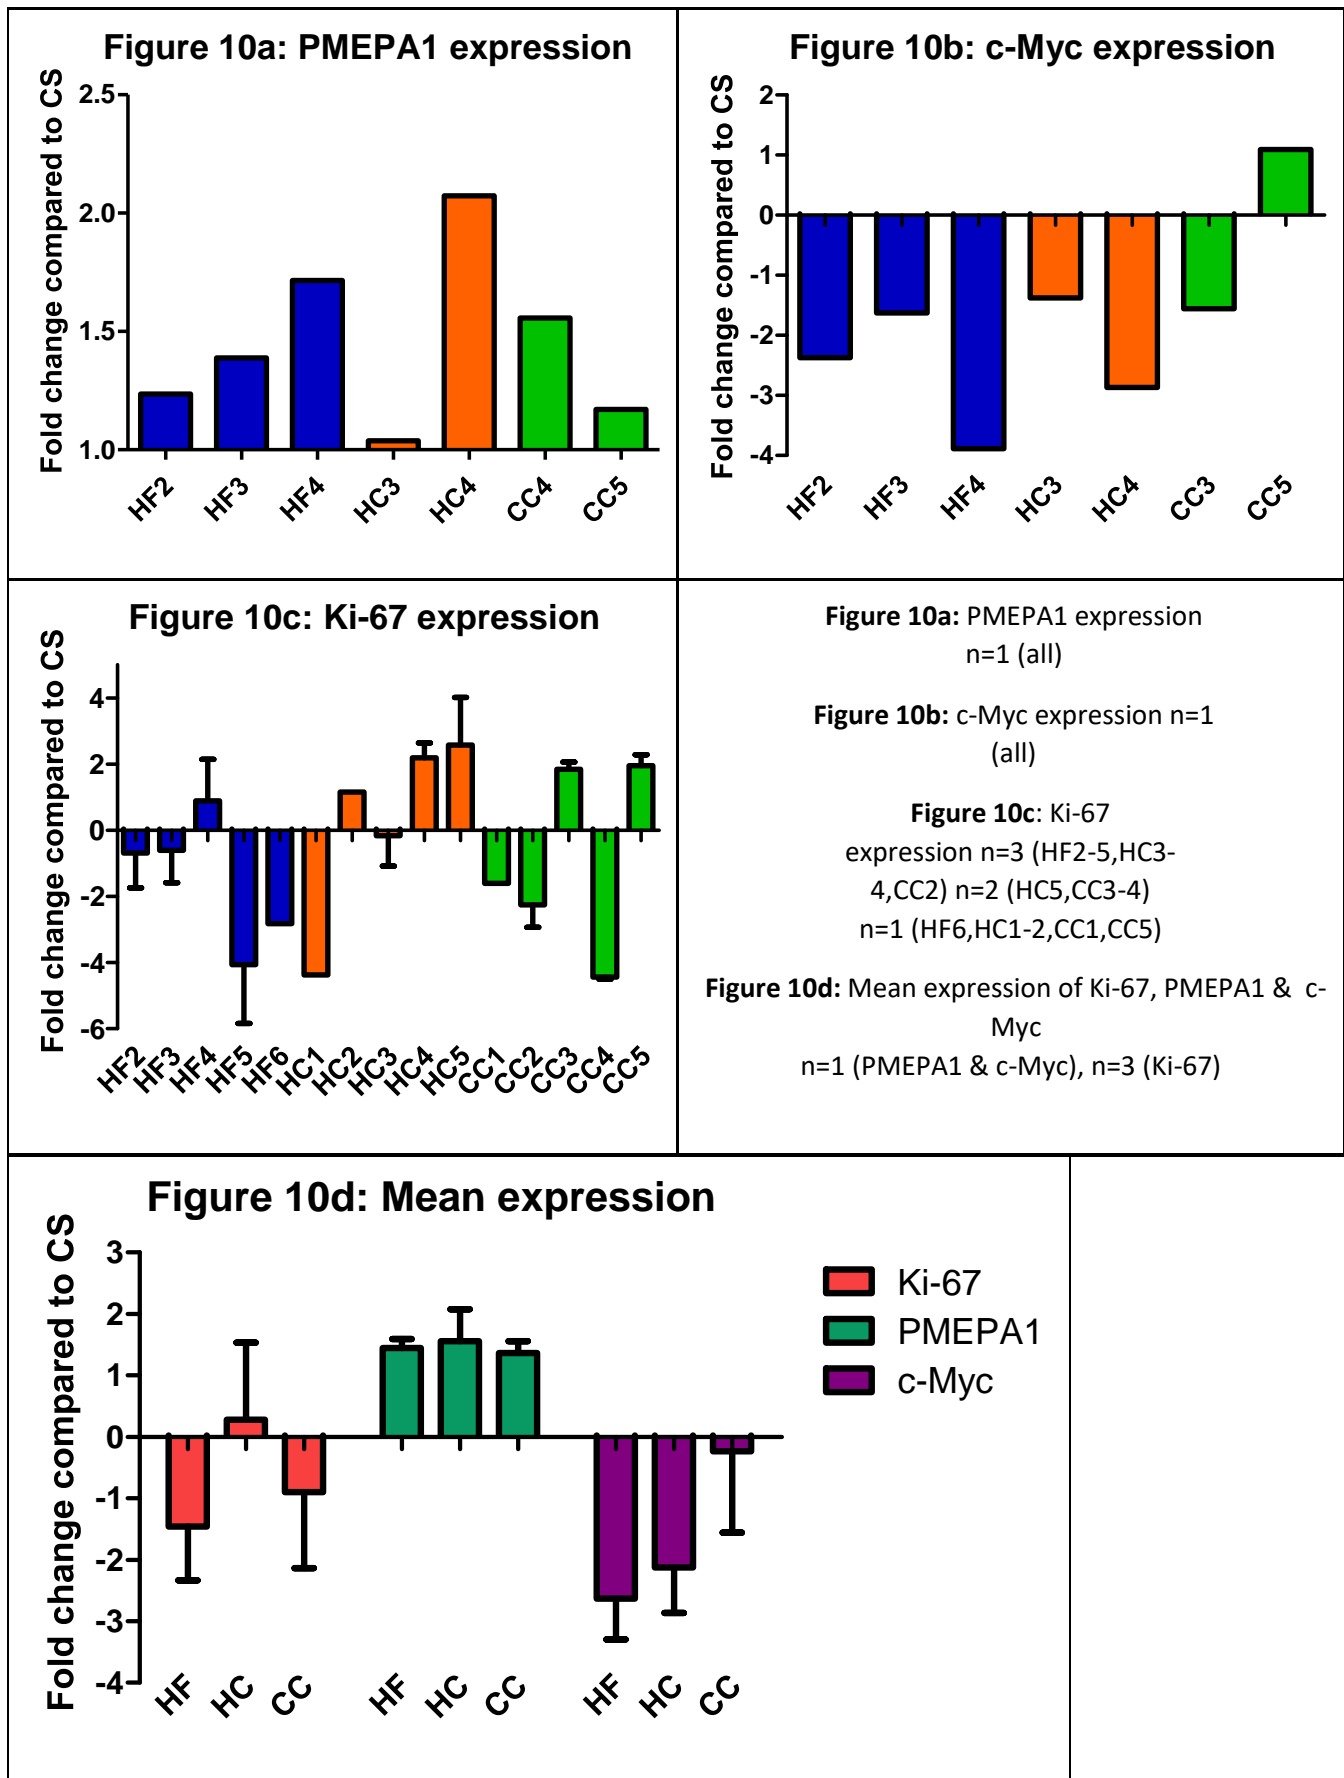 Figure 10a: PMEPA1 expression
Fold change compared to CS
2.5
2.0
1.5
1.0
HF2 HF3 HF4 HC3 HC4 CC4 CC5
Figure 10b: c-Myc expression
Fold change compared to CS
2
1
0
-1
-2
-3
-4
HF2 HF3 HF4 HC3 HC4 CC3 CC5
Figure 10c: Ki-67 expression
Fold change compared to CS
4
2
0
-2
-4
-6
HF2 HF3 HF4 HF5 HF6 HC1 HC2 HC3 HC4 HC5 CC1 CC2 CC3 CC4 CC5
Figure 10a: PMEPA1 expression
n=1 (all)
Figure 10b: c-Myc expression n=1
(all)
Figure 10c: Ki-67
expression n=3 (HF2-5,HC3-
4,CC2) n=2 (HC5,CC3-4)
n=1 (HF6,HC1-2,CC1,CC5)
Figure 10d: Mean expression of Ki-67, PMEPA1 & c-
Myc
n=1 (PMEPA1 & c-Myc), n=3 (Ki-67)
Figure 10d: Mean expression
Fold change compared to CS
3
2
1
0
-1
-2
-3
-4
HF HC CC HF HC CC HF HC CC
Ki-67
PMEPA1
c-Myc